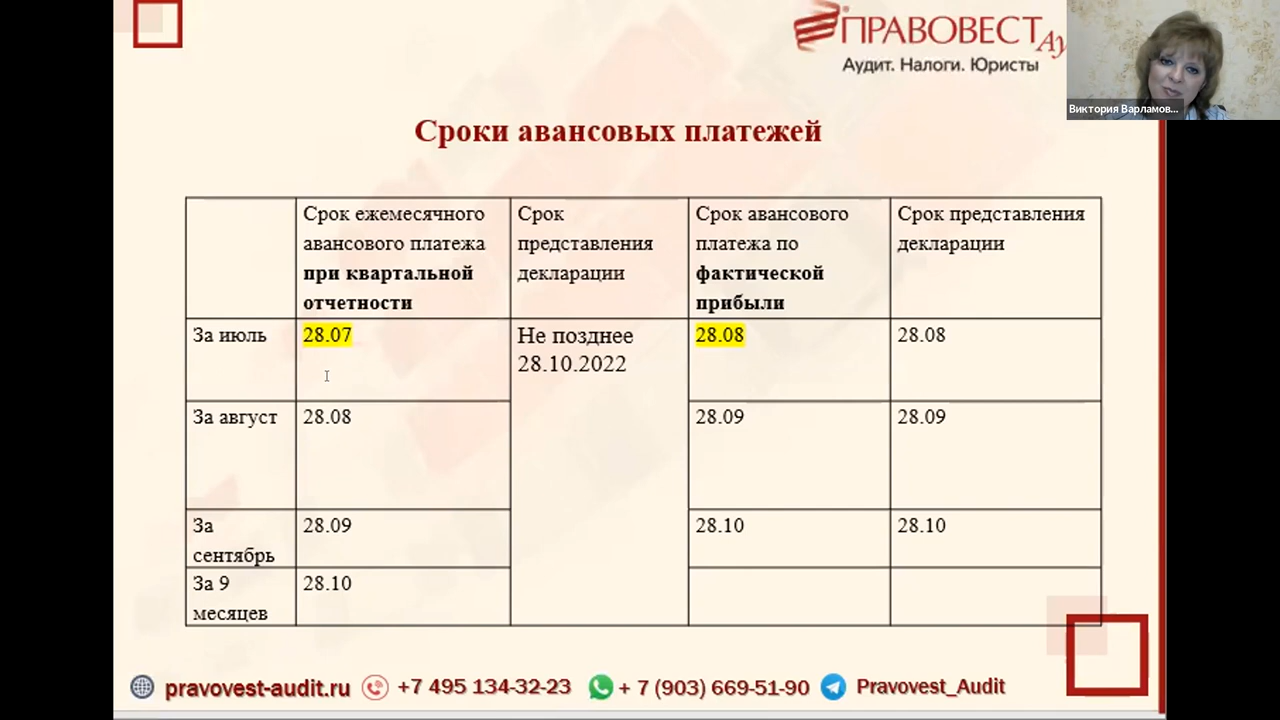 ПРАВОВЕСТ Ау
Аудит. Налоги. Юристы
Виктория Варламов...
Сроки авансовых платежей
Срок ежемесячного
авансового платежа
при квартальной
отчетности
Срок
представления
декларации
Срок авансового
платежа по
фактической
прибыли
Срок представления
декларации
За июль
28.07
Не позднее
28.10.2022
28.08
28.08
За август
28.08
28.09
28.09
За
сентябрь
28.09
28.10
28.10
За 9
месяцев
28.10
pravovest-audit.ru
+7 495 134-32-23
+ 7 (903) 669-51-90
Pravovest_Audit